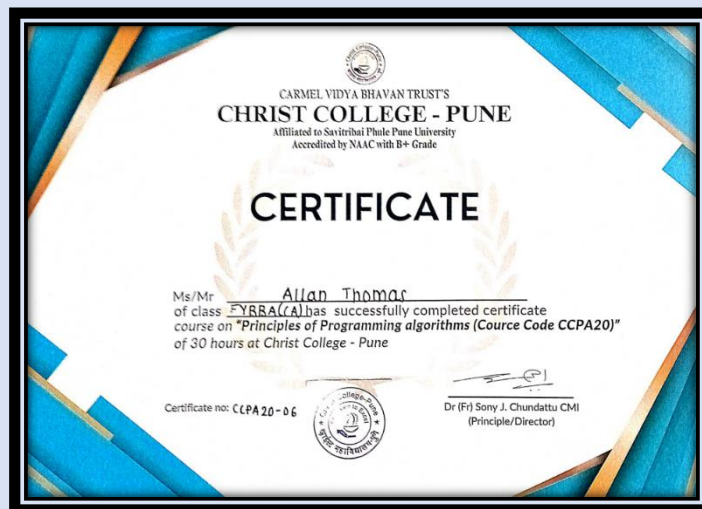 CARMEL VIDYA BHAVAN TRUST'S
CHRIST COLLEGE - PUNE
Affiliated to Savitribai Phule Pune University
Accredited by NAAC with B+ Grade
CERTIFICATE
Ms/Mr Allan Thomas
of class FYBBA(CA) has successfully completed certificate
course on "Principles of Programming algorithms (Cource Code CCPA20)"
of 30 hours at Christ College - Pune
Certificate no: CCPA20-06
Christ College-Pune
Dr (Fr) Sony J. Chundattu CMI
(Principle/Director)